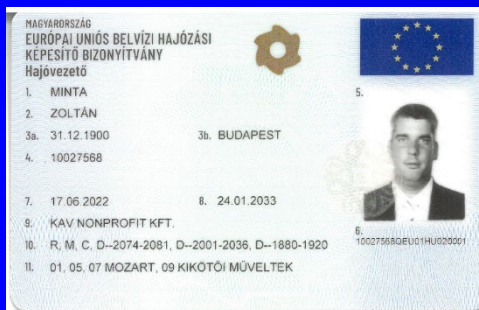 MAGYARORSZÁG
EURÓPAI UNIÓS BELVÍZI HAJÓZÁSI
KÉPESÍTŐ BIZONYÍTVÁNY
Hajóvezető
1. MINTA
2. ZOLTÁN
3a. 31.12.1900 3b. BUDAPEST
4. 10027568
5.
7. 17.06.2022 8. 24.01.2033
9. KAV NONPROFIT KFT.
6.
10. R, M, C, D--2074-2081, D--2001-2036, D--1880-1920
10027568QEU01HU020001
11. 01, 05, 07 MOZART, 09 KIKÖTŐI MŰVELTEK